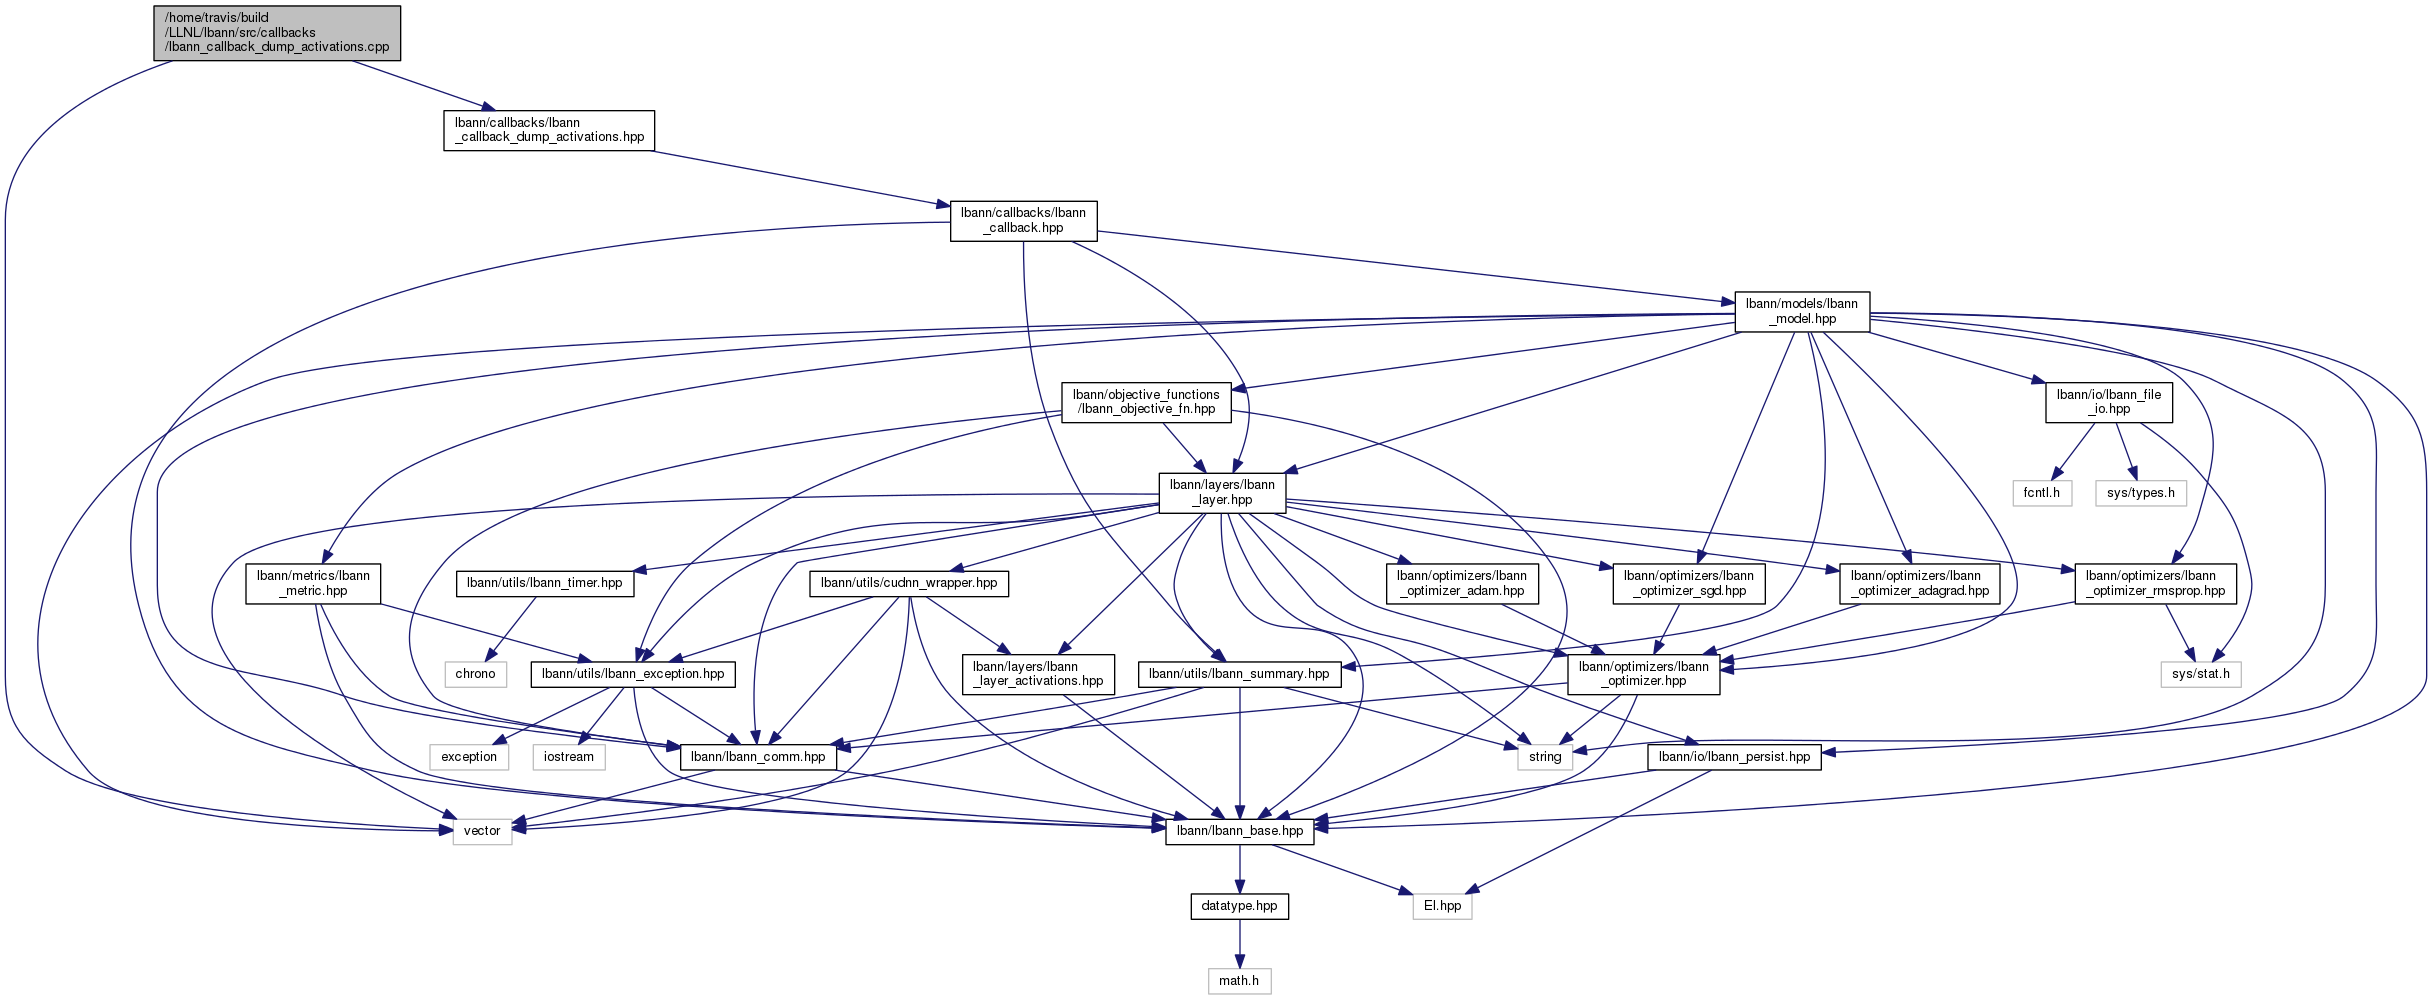 /home/travis/build
/LLNL/lbann/src/callbacks
/lbann_callback_dump_activations.cpp
lbann/callbacks/lbann
_callback_dump_activations.hpp
lbann/callbacks/lbann
_callback.hpp
lbann/models/lbann
_model.hpp
lbann/objective_functions
/lbann_objective_fn.hpp
lbann/io/lbann_file
_io.hpp
lbann/layers/lbann
_layer.hpp
fcntl.h
sys/types.h
lbann/metrics/lbann
_metric.hpp
lbann/utils/lbann_timer.hpp
lbann/utils/cudnn_wrapper.hpp
lbann/optimizers/lbann
_optimizer_adam.hpp
lbann/optimizers/lbann
_optimizer_sgd.hpp
lbann/optimizers/lbann
_optimizer_adagrad.hpp
lbann/optimizers/lbann
_optimizer_rmsprop.hpp
chrono
lbann/utils/lbann_exception.hpp
lbann/layers/lbann
_layer_activations.hpp
lbann/utils/lbann_summary.hpp
lbann/optimizers/lbann
_optimizer.hpp
sys/stat.h
exception
iostream
lbann/lbann_comm.hpp
string
lbann/io/lbann_persist.hpp
vector
lbann/lbann_base.hpp
datatype.hpp
El.hpp
math.h